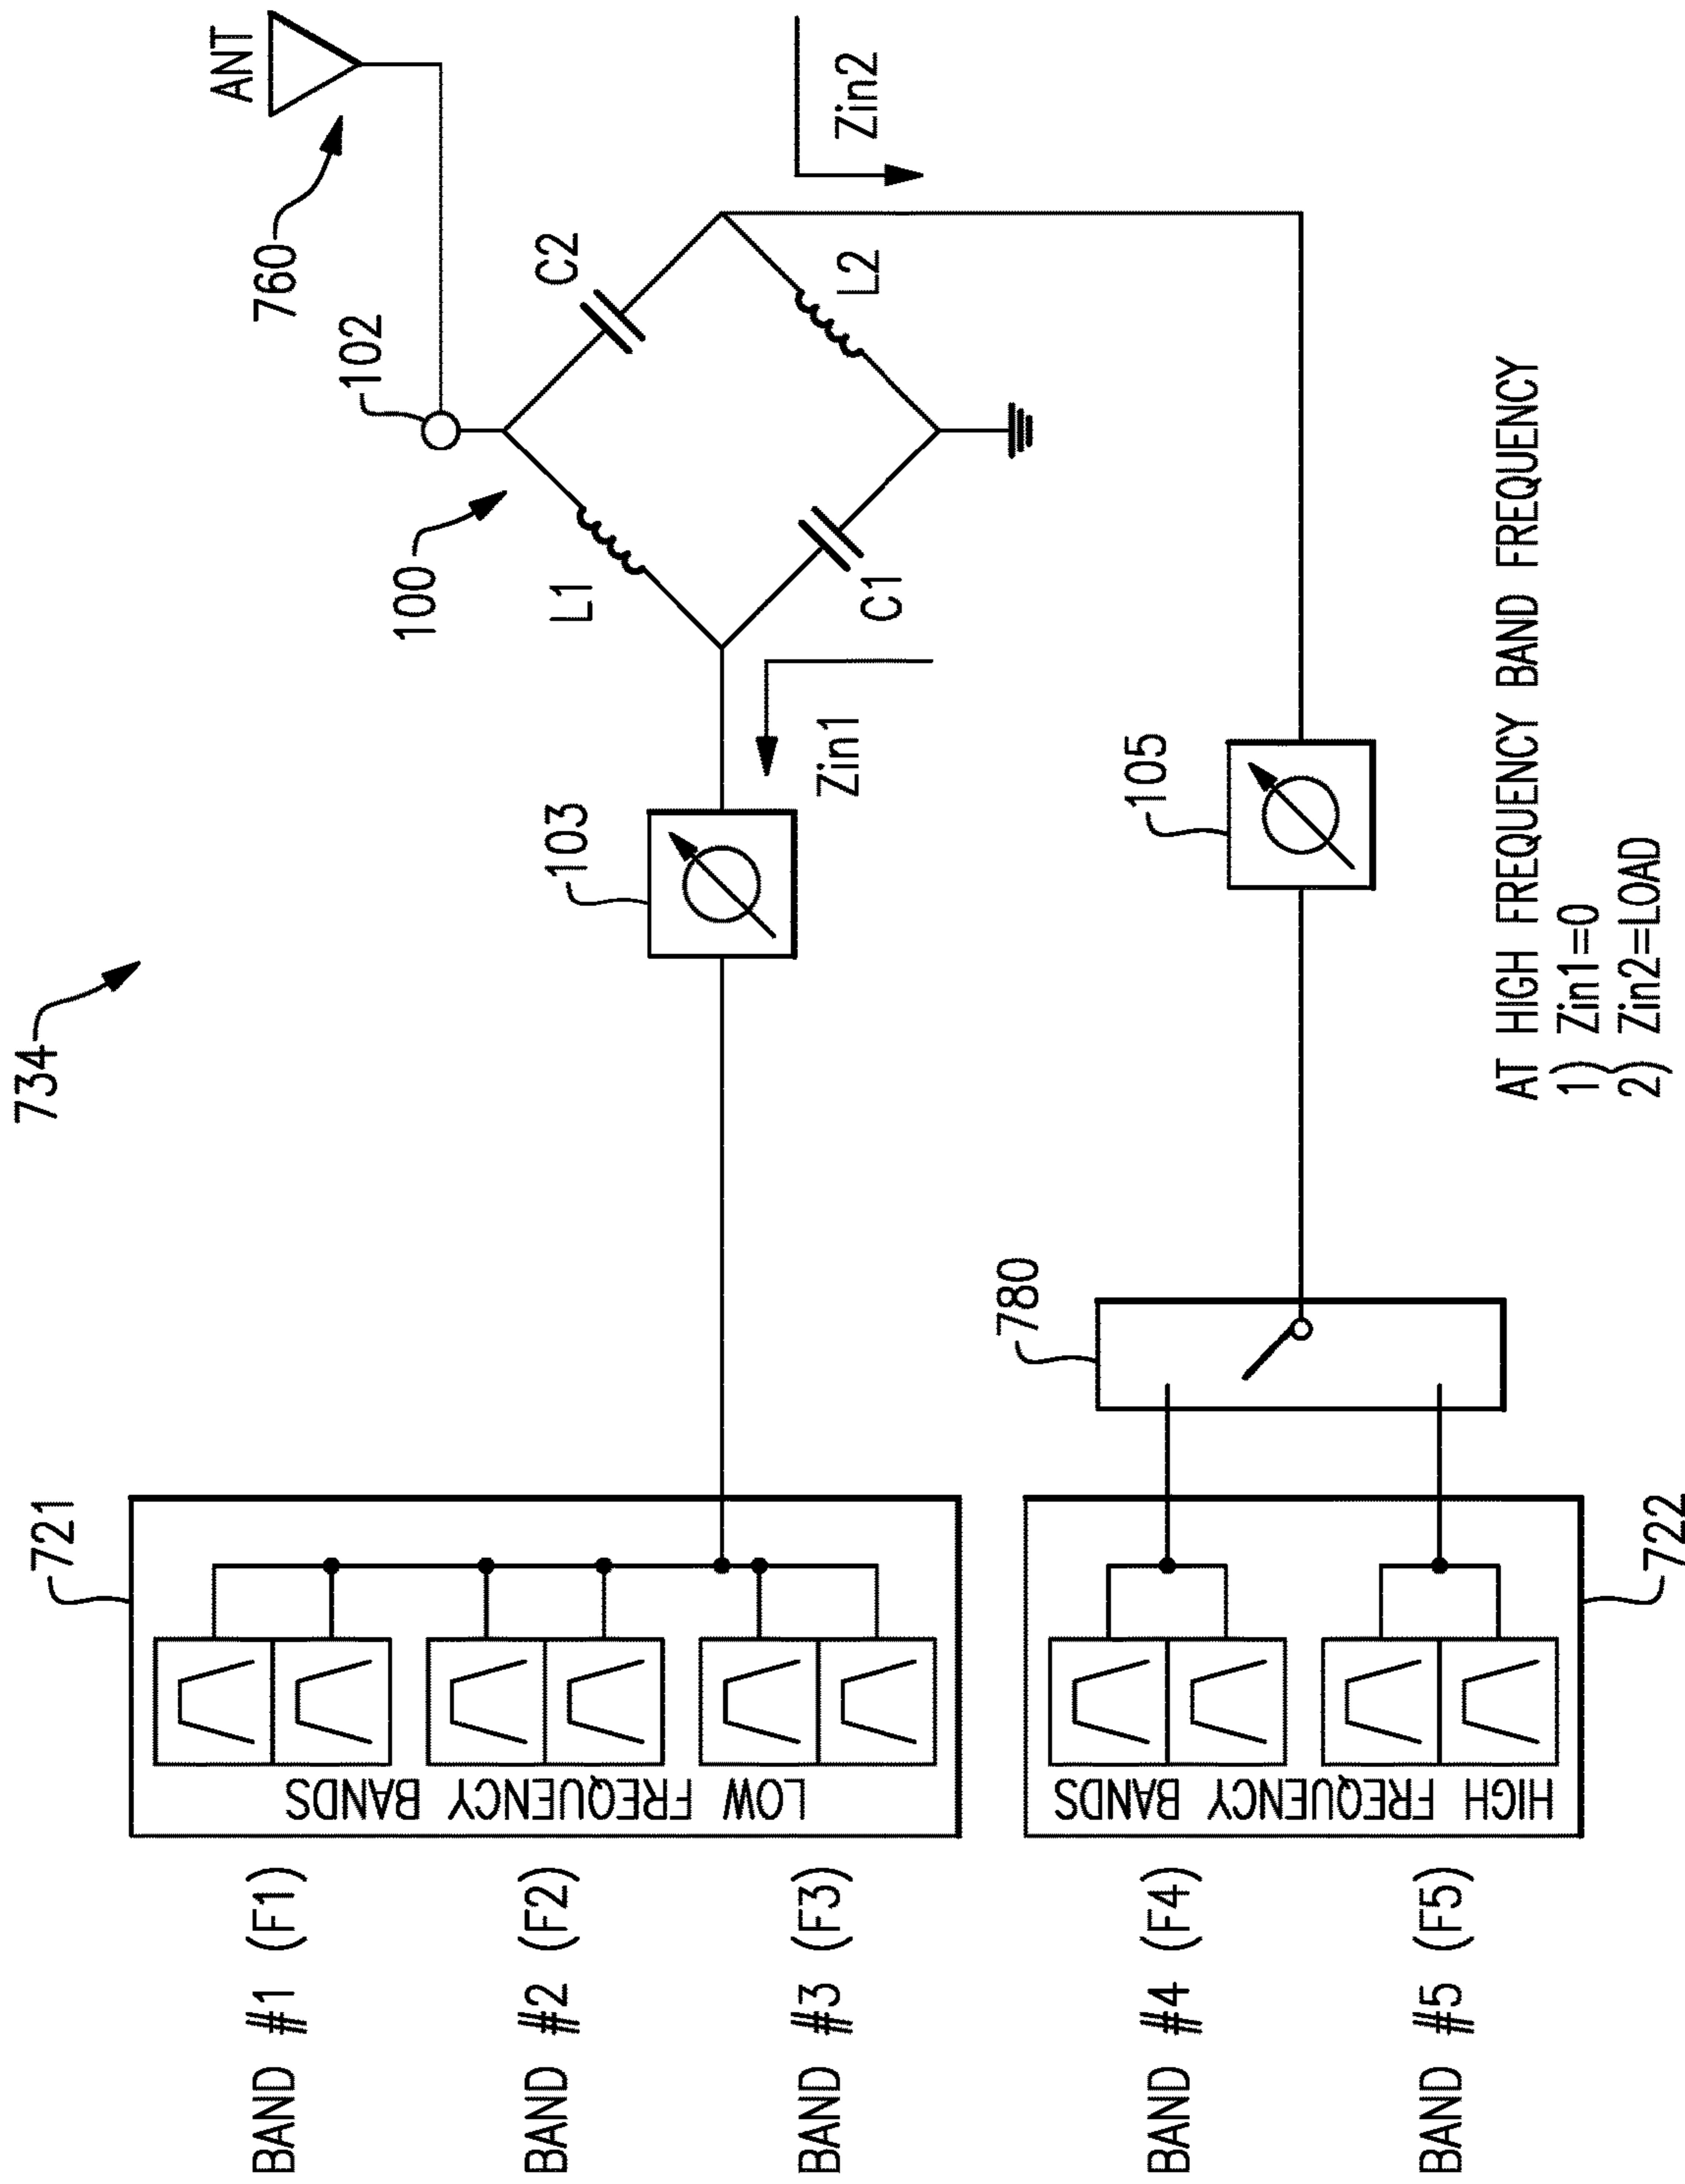 734
721
BAND #1 (F1)
BAND #2 (F2)
BAND #3 (F3)
LOW FREQUENCY BANDS
103
Zin1
100
L1
C1
102
760
ANT
C2
L2
Zin2
BAND #4 (F4)
BAND #5 (F5)
HIGH FREQUENCY BANDS
722
780
105
AT HIGH FREQUENCY BAND FREQUENCY
1) Zin1=0
2) Zin2=LOAD